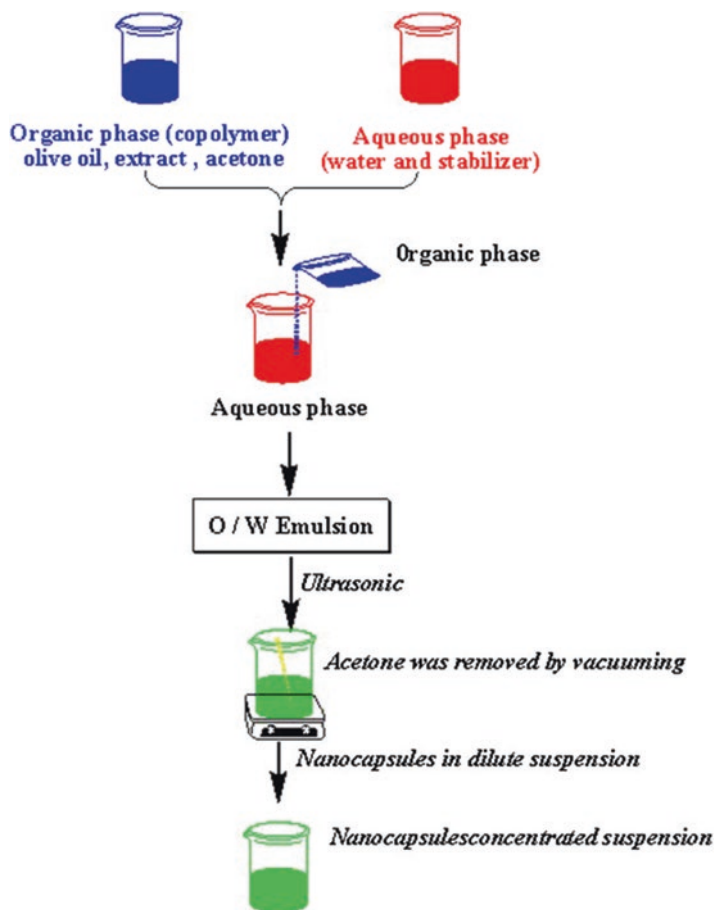 Organic phase (copolymer)
olive oil, extract , acetone
Aqueous phase
(water and stabilizer)
Organic phase
Aqueous phase
O / W Emulsion
Ultrasonic
Acetone was removed by vacuuming
Nanocapsules in dilute suspension
Nanocapsulesconcentrated suspension